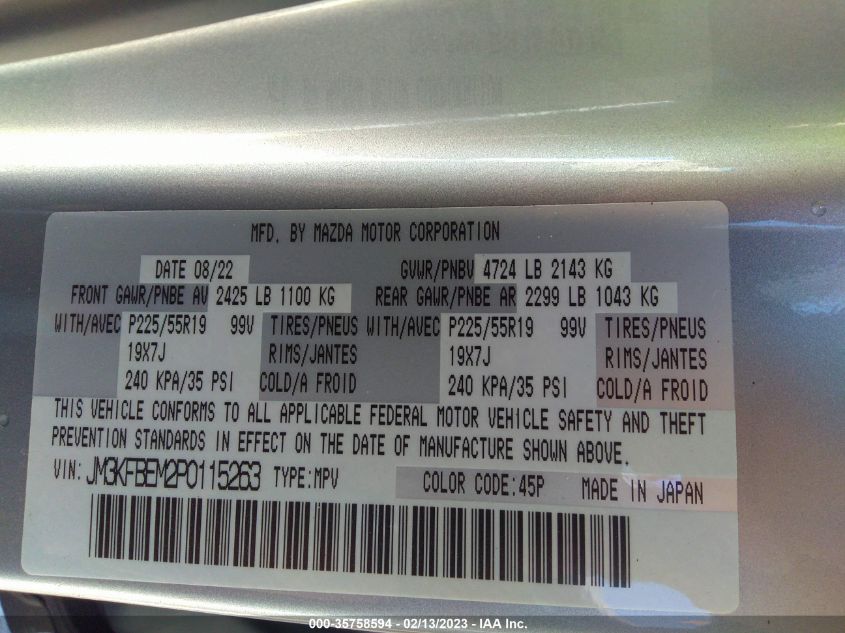 MFD. BY MAZDA MOTOR CORPORATION
DATE 08/22 GVWR/PNBV 4724 LB 2143 KG
FRONT GAWR/PNBE AV 2425 LB 1100 KG REAR GAWR/PNBE AR 2299 LB 1043 KG
WITH/AVEC P225/55R19 99V TIRES/PNEUS WITH/AVEC P225/55R19 99V TIRES/PNEUS
19X7J RIMS/JANTES 19X7J RIMS/JANTES
240 KPA/35 PSI COLD/A FROID 240 KPA/35 PSI COLD/A FROID
THIS VEHICLE CONFORMS TO ALL APPLICABLE FEDERAL MOTOR VEHICLE SAFETY AND THEFT
PREVENTION STANDARDS IN EFFECT ON THE DATE OF MANUFACTURE SHOWN ABOVE.
VIN: JM3KFBEM2P0115263 TYPE:MPV COLOR CODE:45P MADE IN JAPAN
000-35758594 - 02/13/2023 - IAA Inc.